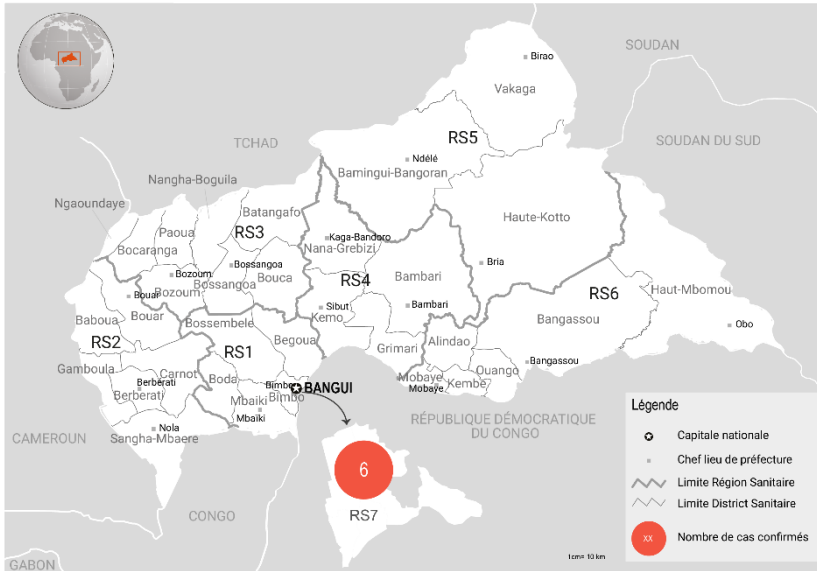 SOUDAN
Birao
Vakaga
TCHAD
RS5
SOUDAN DU SUD
Ndélé
Bamingui-Bangoran
Nangha-Boguila
Ngaoundaye
Batangafo
Haute-Kotto
Paoua
RS3
Kaga-Bandoro
Nana-Grebizi
Bocaranga
Bossangoa
Bria
Bozoum
Bouca
RS4
Bambari
Bozoum
Bossangoa
RS6
Haut-Mbomou
Bouar
Sibut
Bambari
Bouar
Kemo
Bangassou
Baboua
Bossembele
Obo
RS2
RS1
Begoua
Grimari
Alindao
Gamboula
Carnot
Ouango
Bangassou
Berbérati
Boda
Bimbo
BANGUI
Mobaye
Kembe
Berberati
Mbaiki
Bimbo
Mobaye
Mbaiki
Nola
Sangha-Mbaere
RÉPUBLIQUE DÉMOCRATIQUE
DU CONGO
CAMEROUN
6
RS7
CONGO
GABON
1cm= 10 km
Légende
Capitale nationale
Chef lieu de préfecture
Limite Région Sanitaire
Limite District Sanitaire
XX
Nombre de cas confirmés